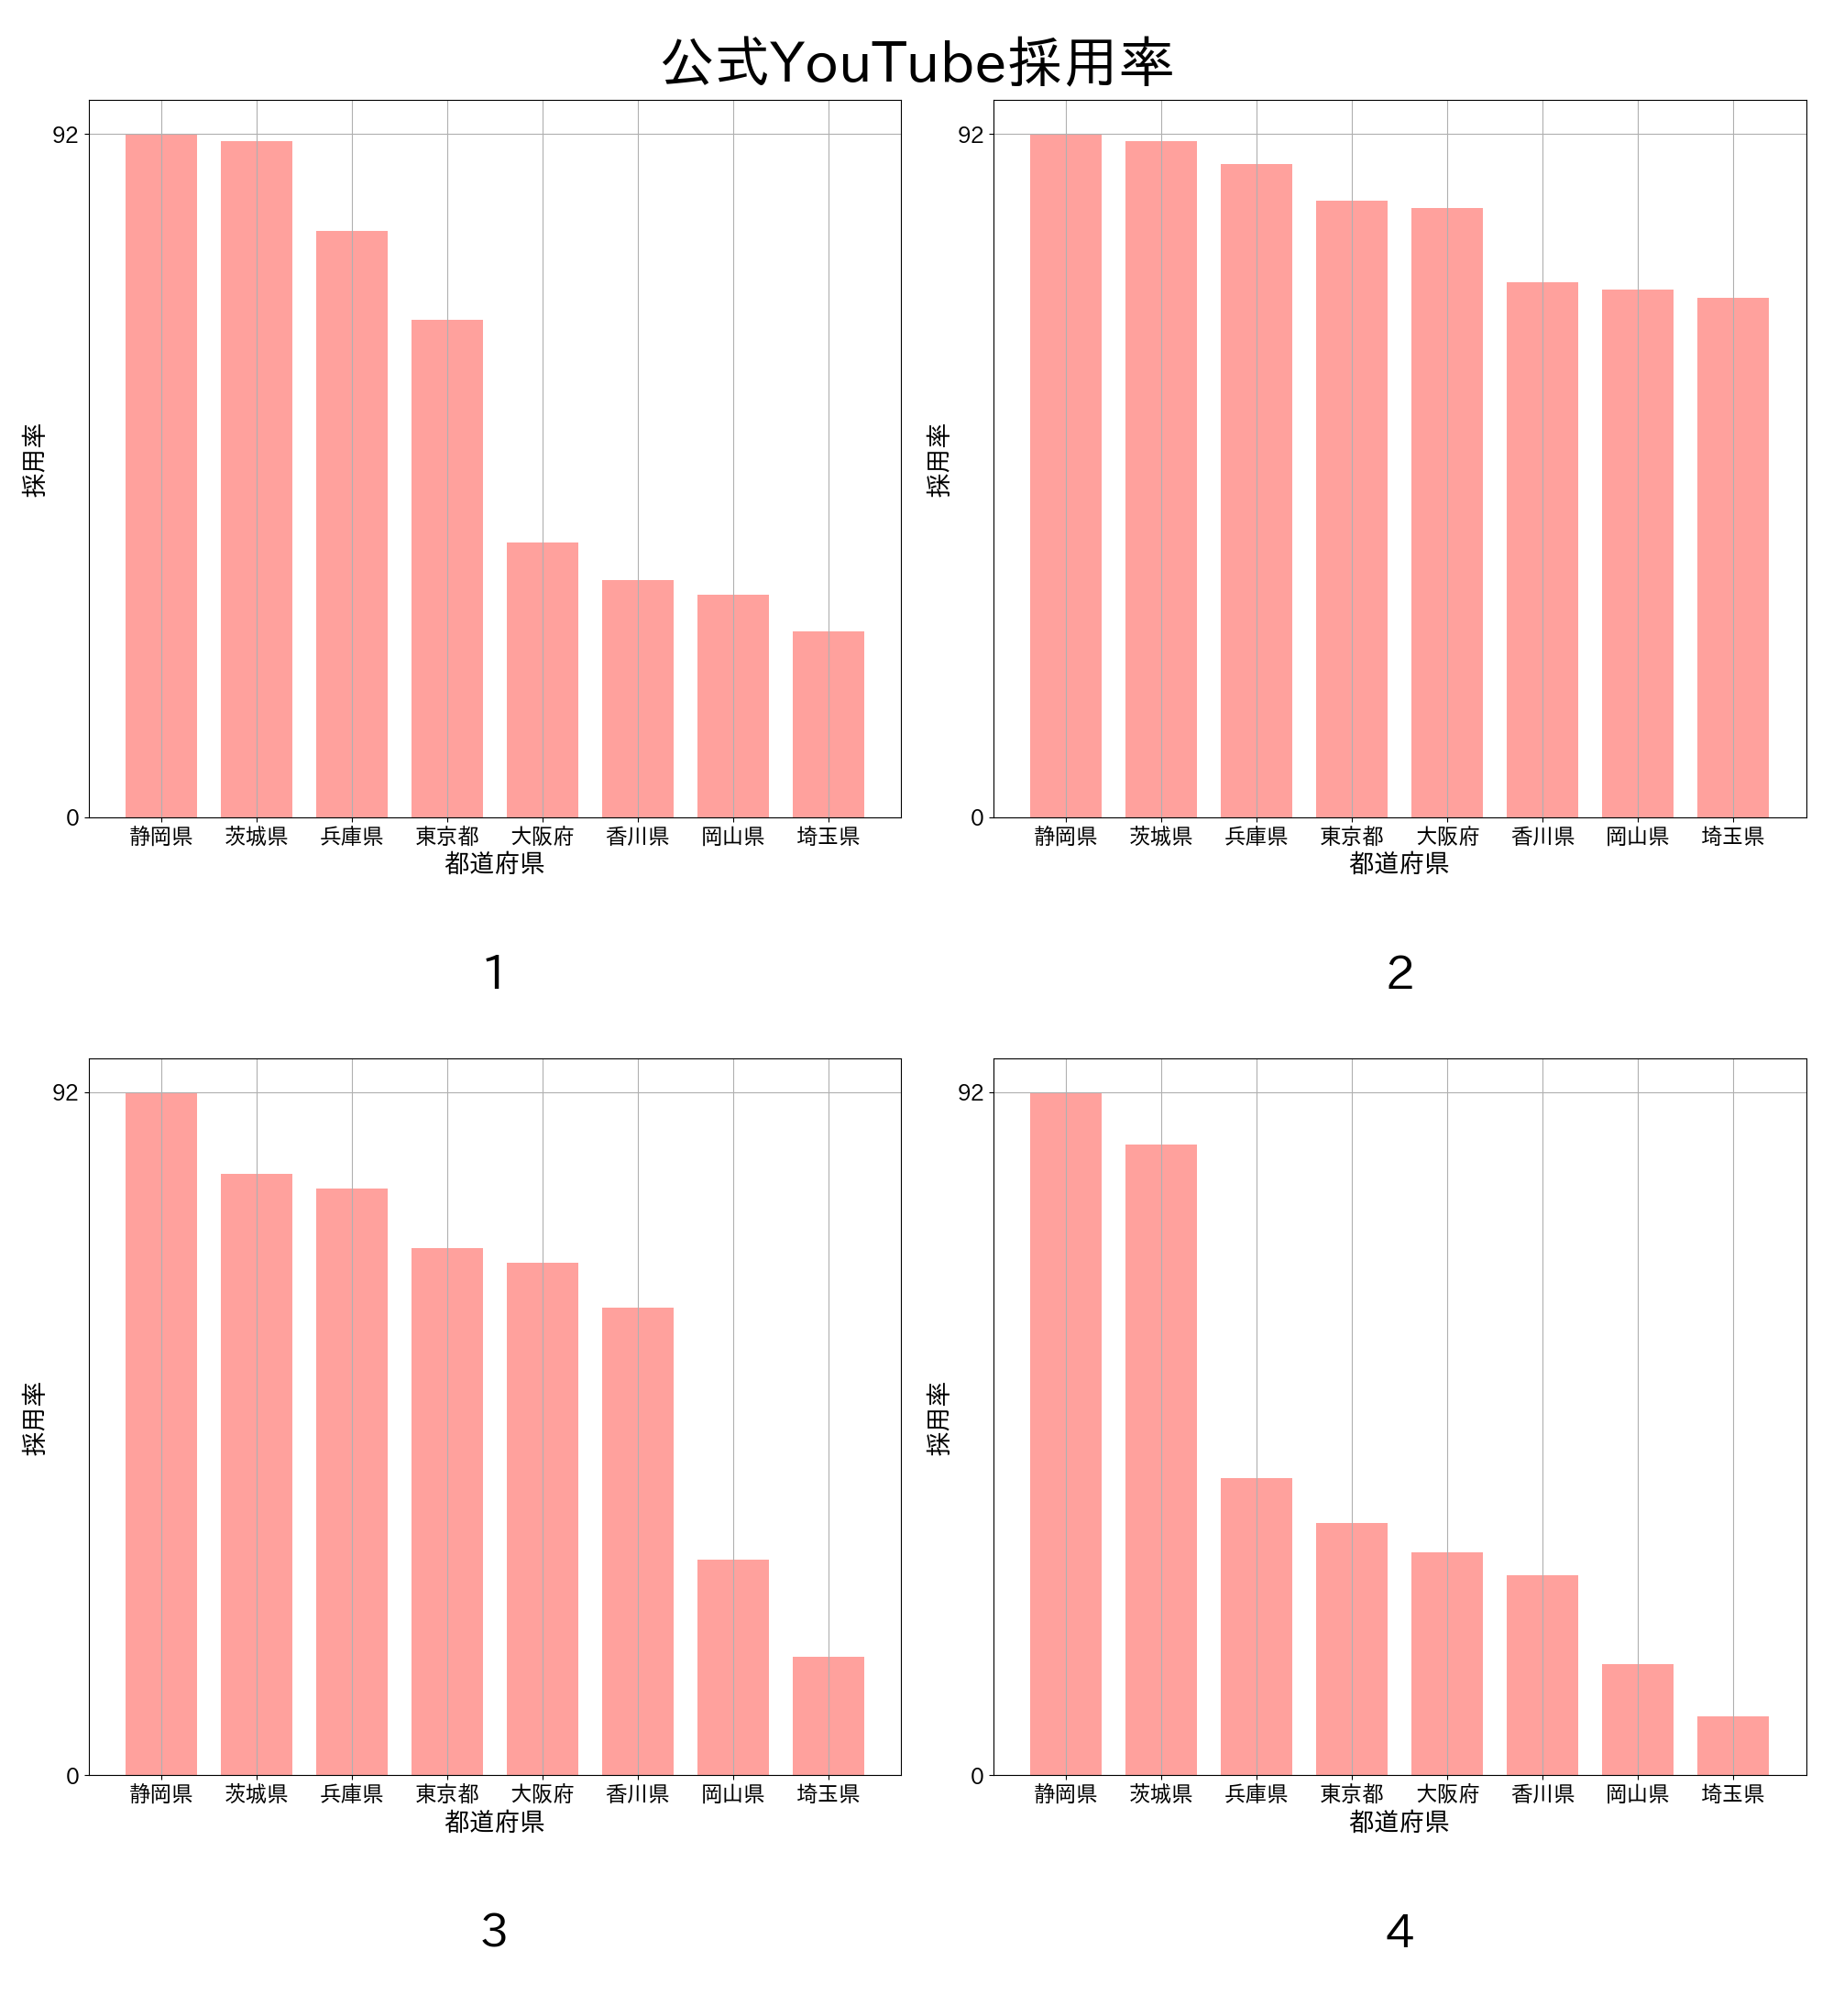 公式YouTube採用率
92
0
採用率
静岡県 茨城県 兵庫県 東京都 大阪府 香川県 岡山県 埼玉県
都道府県
1
92
0
採用率
静岡県 茨城県 兵庫県 東京都 大阪府 香川県 岡山県 埼玉県
都道府県
2
92
0
採用率
静岡県 茨城県 兵庫県 東京都 大阪府 香川県 岡山県 埼玉県
都道府県
3
92
0
採用率
静岡県 茨城県 兵庫県 東京都 大阪府 香川県 岡山県 埼玉県
都道府県
4